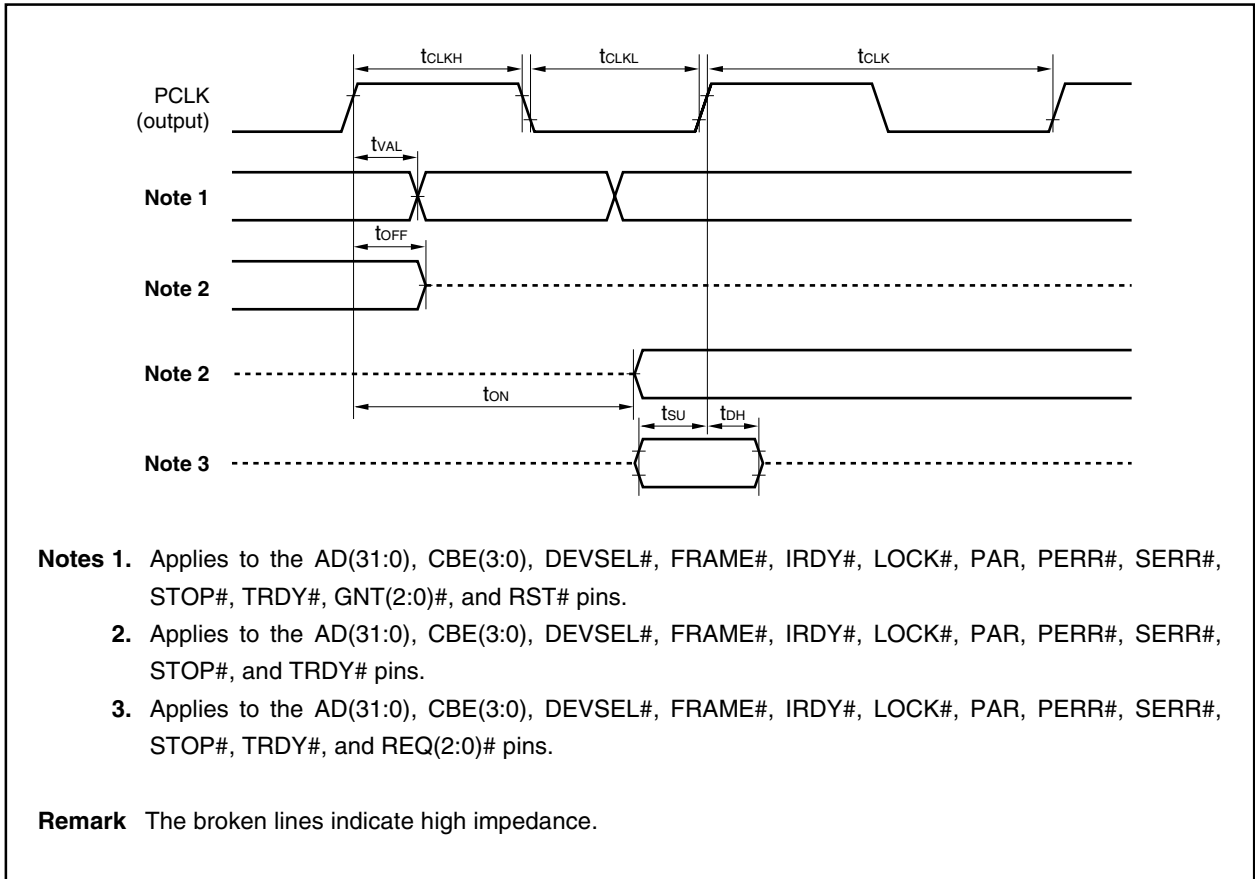 tCLKH tCLKL tCLK
PCLK
(output)
tVAL
Note 1
tOFF
Note 2
Note 2
tON
tSU tDH
Note 3
Notes 1. Applies to the AD(31:0), CBE(3:0), DEVSEL#, FRAME#, IRDY#, LOCK#, PAR, PERR#, SERR#,
STOP#, TRDY#, GNT(2:0)#, and RST# pins.
2. Applies to the AD(31:0), CBE(3:0), DEVSEL#, FRAME#, IRDY#, LOCK#, PAR, PERR#, SERR#,
STOP#, and TRDY# pins.
3. Applies to the AD(31:0), CBE(3:0), DEVSEL#, FRAME#, IRDY#, LOCK#, PAR, PERR#, SERR#,
STOP#, TRDY#, and REQ(2:0)# pins.
Remark The broken lines indicate high impedance.